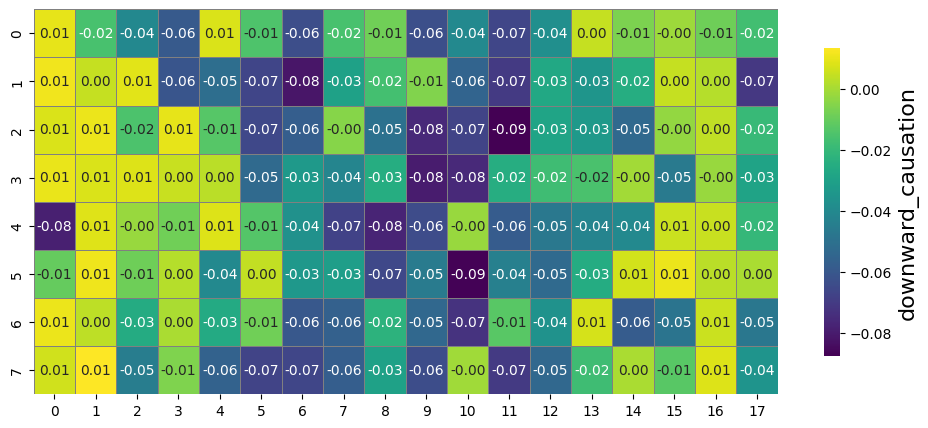 0 0.01 -0.02 -0.04 -0.06 0.01 -0.01 -0.06 -0.02 -0.01 -0.06 -0.04 -0.07 -0.04 0.00 -0.01 -0.00 -0.01 -0.02
1 0.01 0.00 0.01 -0.06 -0.05 -0.07 -0.08 -0.03 -0.02 -0.01 -0.06 -0.07 -0.03 -0.03 -0.02 0.00 0.00 -0.07
2 0.01 0.01 -0.02 0.01 -0.01 -0.07 -0.06 -0.00 -0.05 -0.08 -0.07 -0.09 -0.03 -0.03 -0.05 -0.00 0.00 -0.02
3 0.01 0.01 0.01 0.00 0.00 -0.05 -0.03 -0.04 -0.03 -0.08 -0.08 -0.02 -0.02 -0.02 -0.00 -0.05 -0.00 -0.03
4 -0.08 0.01 -0.00 -0.01 0.01 -0.01 -0.04 -0.07 -0.08 -0.06 -0.00 -0.06 -0.05 -0.04 -0.04 0.01 0.00 -0.02
5 -0.01 0.01 -0.01 0.00 -0.04 0.00 -0.03 -0.03 -0.07 -0.05 -0.09 -0.04 -0.05 -0.03 0.01 0.01 0.00 0.00
6 0.01 0.00 -0.03 0.00 -0.03 -0.01 -0.06 -0.06 -0.02 -0.05 -0.07 -0.01 -0.04 0.01 -0.06 -0.05 0.01 -0.05
7 0.01 0.01 -0.05 -0.01 -0.06 -0.07 -0.07 -0.06 -0.03 -0.06 -0.00 -0.07 -0.05 -0.02 0.00 -0.01 0.01 -0.04
0 1 2 3 4 5 6 7 8 9 10 11 12 13 14 15 16 17
0.00
−0.02
−0.04
−0.06
−0.08
downward_causation